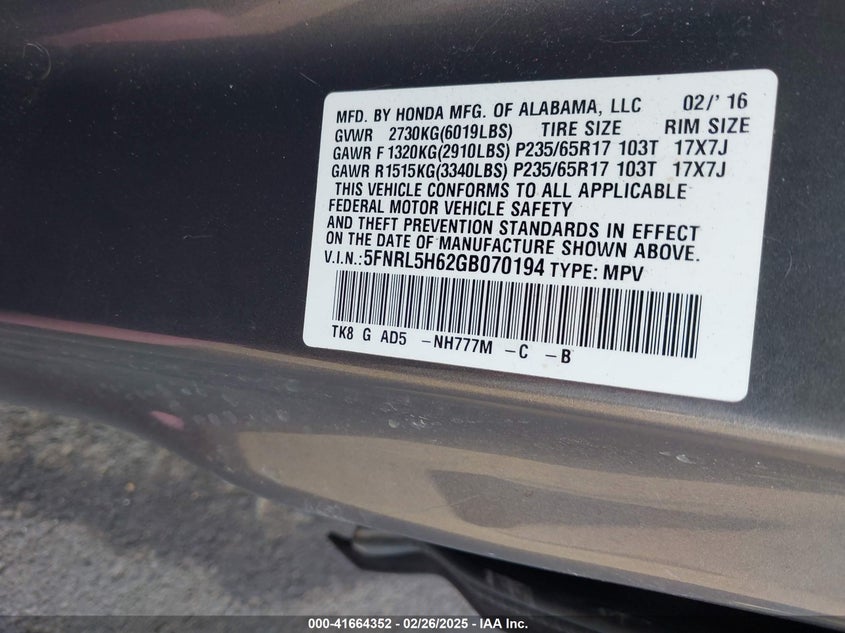 MFD. BY HONDA MFG. OF ALABAMA, LLC 02/' 16
GVWR 2730KG(6019LBS) TIRE SIZE RIM SIZE
GAWR F 1320KG(2910LBS) P235/65R17 103T 17X7J
GAWR R1515KG(3340LBS) P235/65R17 103T 17X7J
THIS VEHICLE CONFORMS TO ALL APPLICABLE
FEDERAL MOTOR VEHICLE SAFETY
AND THEFT PREVENTION STANDARDS IN EFFECT
ON THE DATE OF MANUFACTURE SHOWN ABOVE.
V.I.N.:5FNRL5H62GB070194 TYPE: MPV
TK8 G AD5 -NH777M -C -B
000-41664352 - 02/26/2025 - IAA Inc.